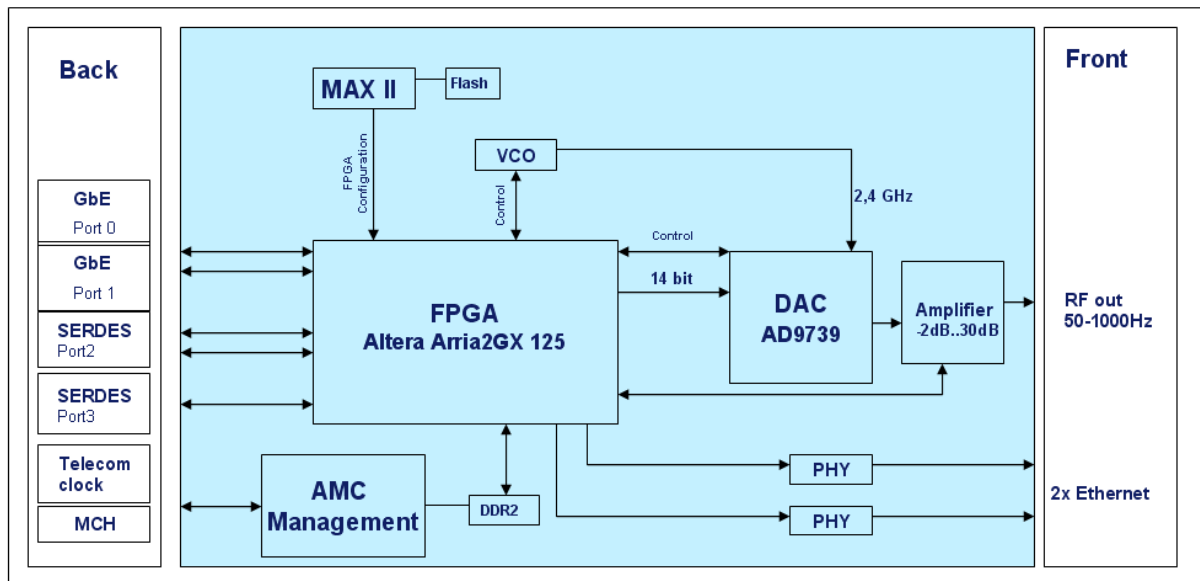 Back
GbE
Port 0
GbE
Port 1
SERDES
Port2
SERDES
Port3
Telecom
clock
MCH
MAX II
Flash
FPGA
Configuration
VCO
Control
2,4 GHz
Control
14 bit
FPGA
Altera Arria2GX 125
DAC
AD9739
Amplifier
-2dB..30dB
AMC
Management
DDR2
PHY
PHY
Front
RF out
50-1000Hz
2x Ethernet